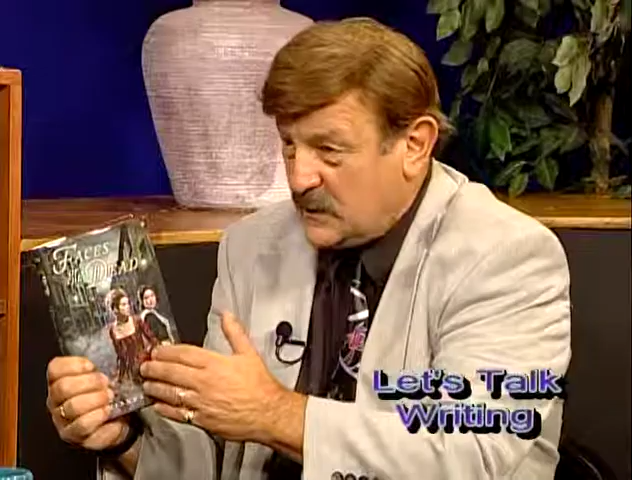 FACES
of the DEAD
Let's Talk
Writing